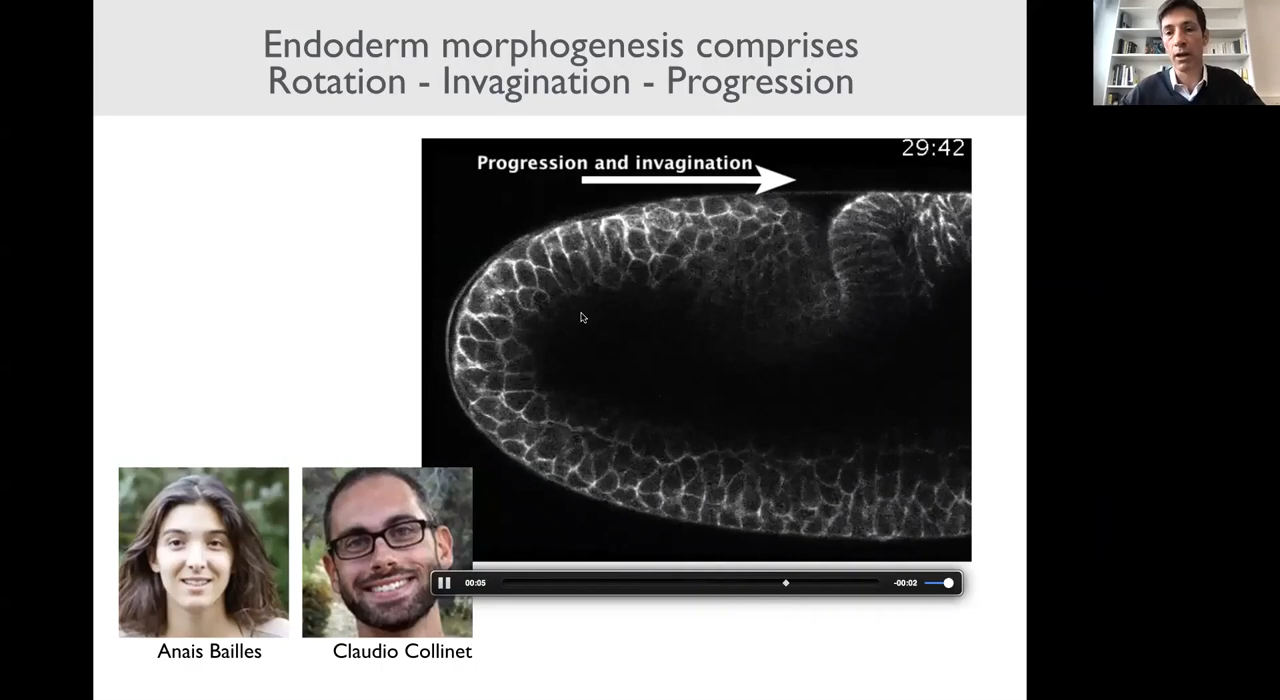 Endoderm morphogenesis comprises
Rotation - Invagination - Progression
29:42
Progression and invagination
00:05
-00:02
Anais Bailles
Claudio Collinet